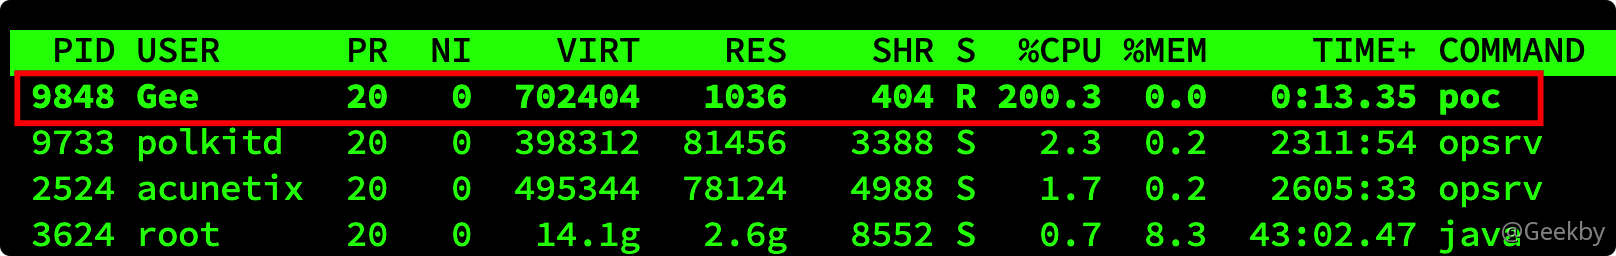 PID USER PR NI VIRT RES SHR S %CPU %MEM TIME+ COMMAND
9848 Gee 20 0 702404 1036 404 R 200.3 0.0 0:13.35 poc
9733 polkitd 20 0 398312 81456 3388 S 2.3 0.2 2311:54 opsrv
2524 acunetix 20 0 495344 78124 4988 S 1.7 0.2 2605:33 opsrv
3624 root 20 0 14.1g 2.6g 8552 S 0.7 8.3 43:02.47 java
@Geekby